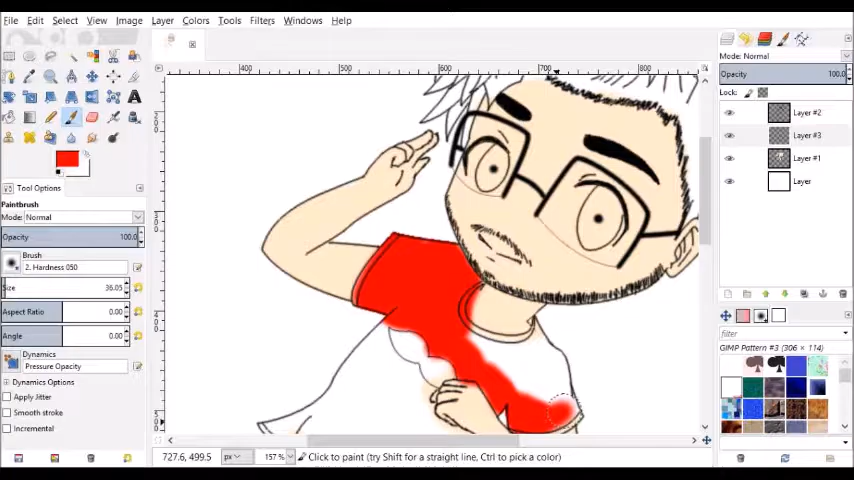 File Edit Select View Image Layer Colors Tools Filters Windows Help
400 500 600 700 800
Mode: Normal
Opacity 100.0
Lock:
Layer #2
Layer #3
Layer #1
Layer
Tool Options
Paintbrush
Mode: Normal
Opacity 100.0
Brush
2. Hardness 050
Size 36.05
Aspect Ratio 0.00
Angle 0.00
Dynamics
Pressure Opacity
Dynamics Options
Apply Jitter
Smooth stroke
Incremental
filter
GIMP Pattern #3 (306 × 114)
727.6, 499.5 px 157 % Click to paint (try Shift for a straight line, Ctrl to pick a color)